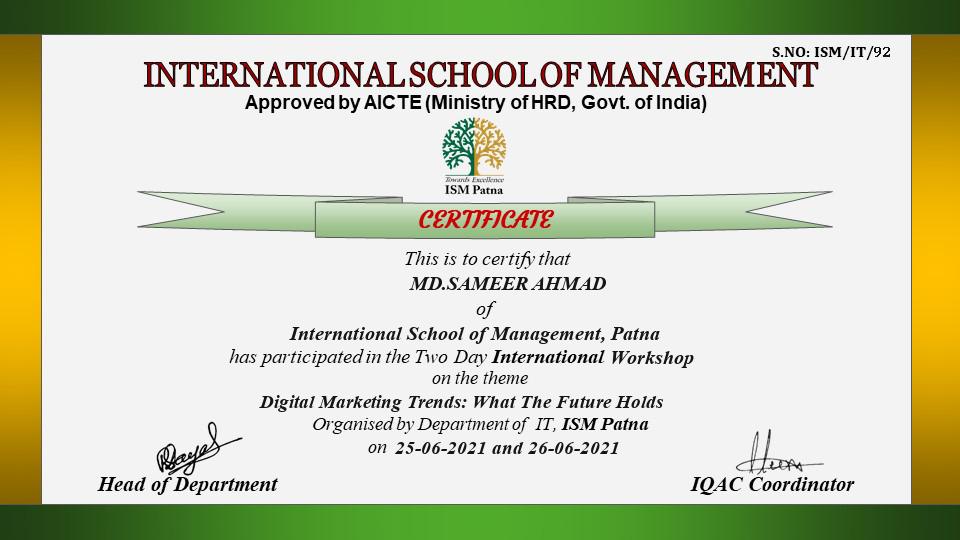 S.NO: ISM/IT/92
INTERNATIONAL SCHOOL OF MANAGEMENT
Approved by AICTE (Ministry of HRD, Govt. of India)
Towards Excellence
ISM Patna
CERTIFICATE
This is to certify that
MD.SAMEER AHMAD
of
International School of Management, Patna
has participated in the Two Day International Workshop
on the theme
Digital Marketing Trends: What The Future Holds
Organised by Department of IT, ISM Patna
on 25-06-2021 and 26-06-2021
Head of Department
IQAC Coordinator